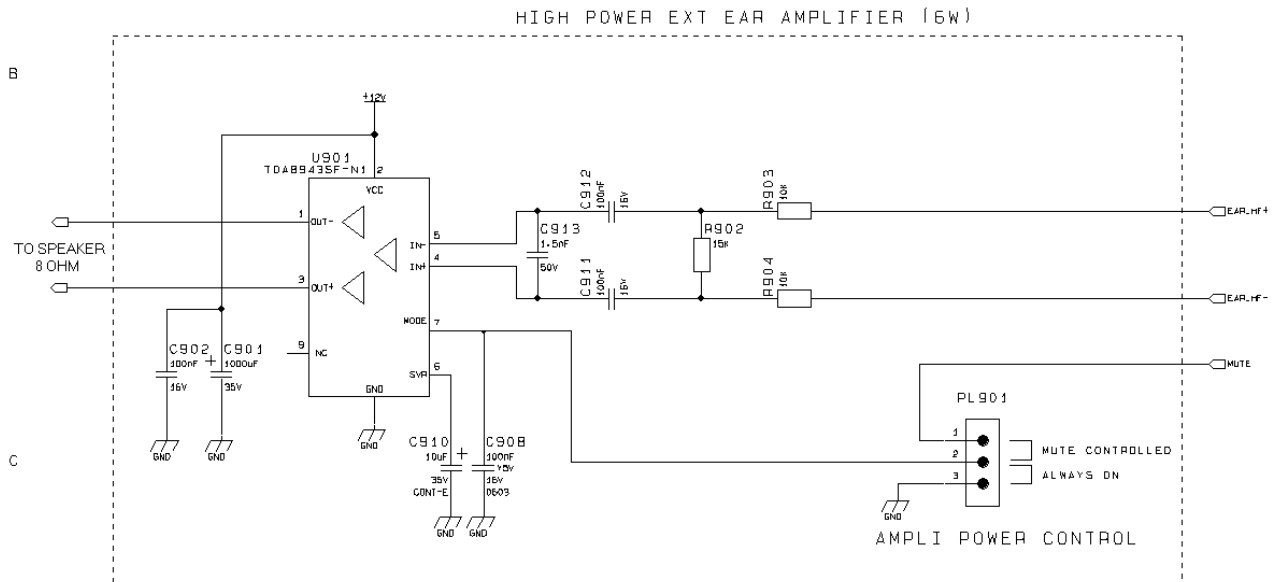 HIGH POWER EXT EAR AMPLIFIER (6W)
B
+12V
U901
TDA8943SF-N1
2
VCC
1
OUT-
TO SPEAKER
8 OHM
3
OUT+
5
IN-
4
IN+
MODE
7
9
NC
SVR
6
GND
GND
C912
100nF
16V
C913
1.5nF
50V
C911
100nF
16V
R903
10K
R902
15K
R904
10K
EAR_HF+
EAR_HF-
MUTE
C902
100nF
16V
C901
+
1000uF
35V
GND
GND
C910
10uF
+
35V
CONT-E
GND
C908
100nF
Y5V
16V
0603
GND
PL901
1
2
3
MUTE CONTROLLED
ALWAYS ON
GND
AMPLI POWER CONTROL
C